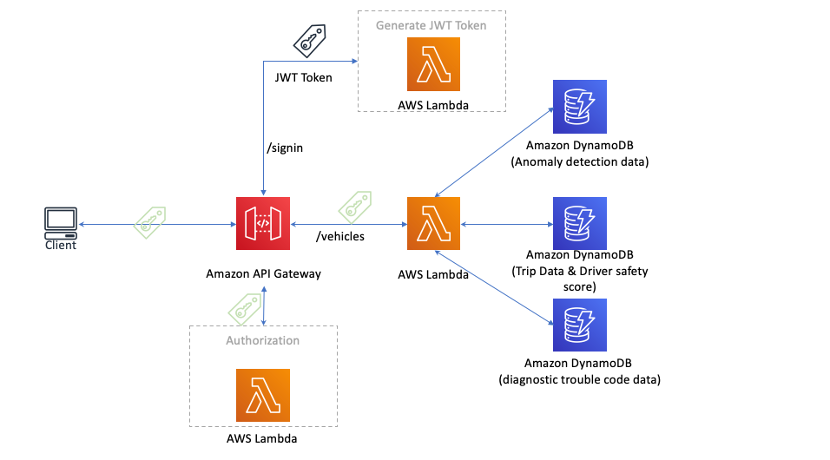 Generate JWT Token
JWT Token
AWS Lambda
/signin
Amazon DynamoDB
(Anomaly detection data)
Client
/vehicles
Amazon API Gateway
AWS Lambda
Amazon DynamoDB
(Trip Data & Driver safety
score)
Authorization
AWS Lambda
Amazon DynamoDB
(diagnostic trouble code data)